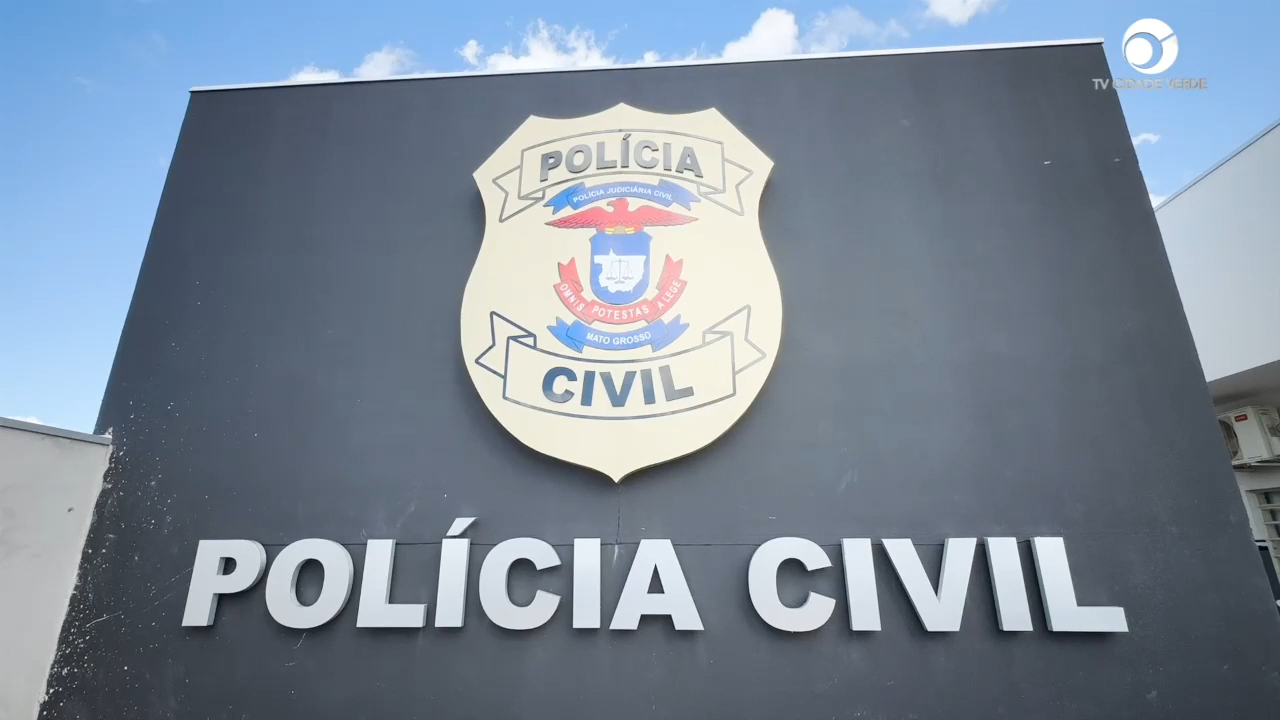 TV CIDADE VERDE
POLÍCIA
POLÍCIA JUDICIÁRIA CIVIL
OMNIS POTESTAS A LEGE
MATO GROSSO
CIVIL
POLÍCIA CIVIL